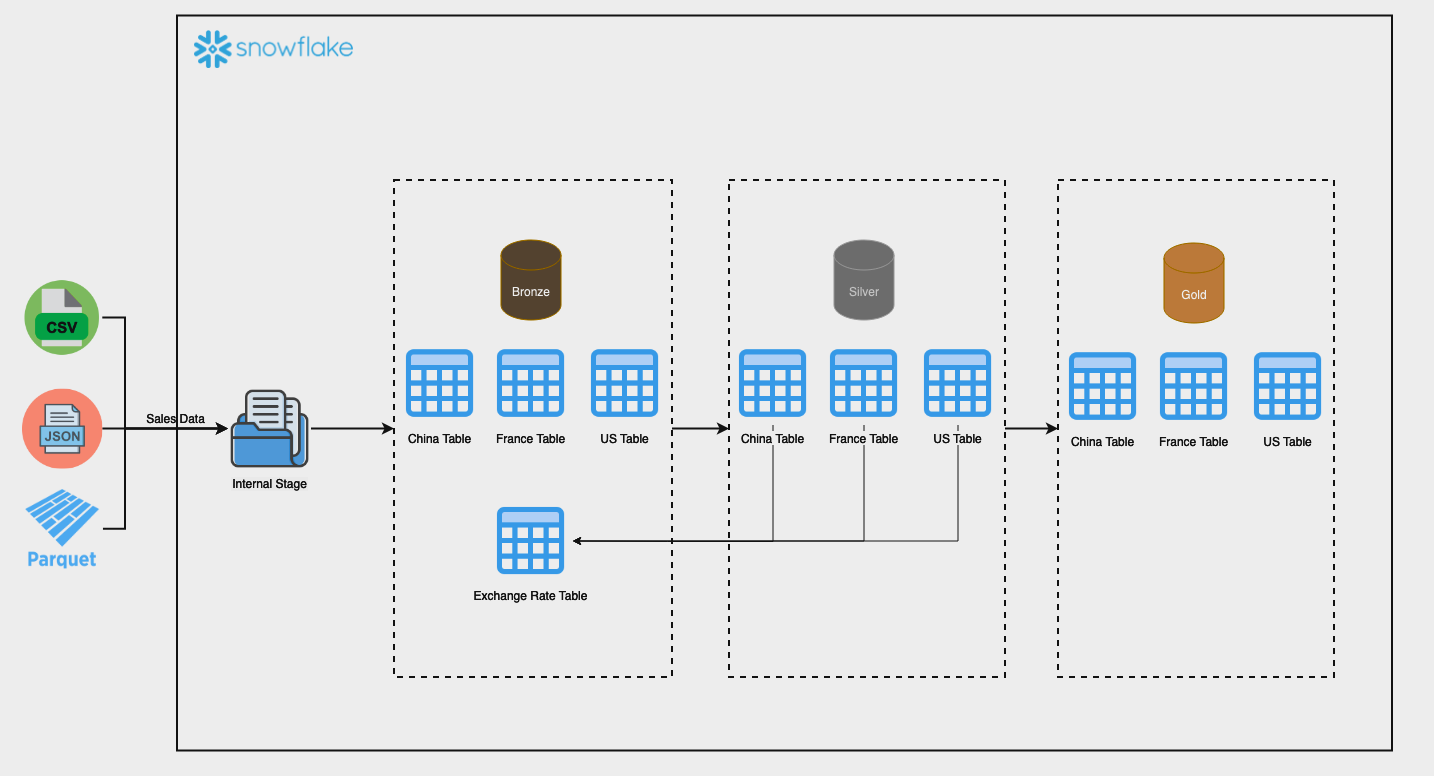 snowflake
CSV
JSON
Parquet
Sales Data
Internal Stage
Bronze
China Table
France Table
US Table
Exchange Rate Table
Silver
China Table
France Table
US Table
Gold
China Table
France Table
US Table